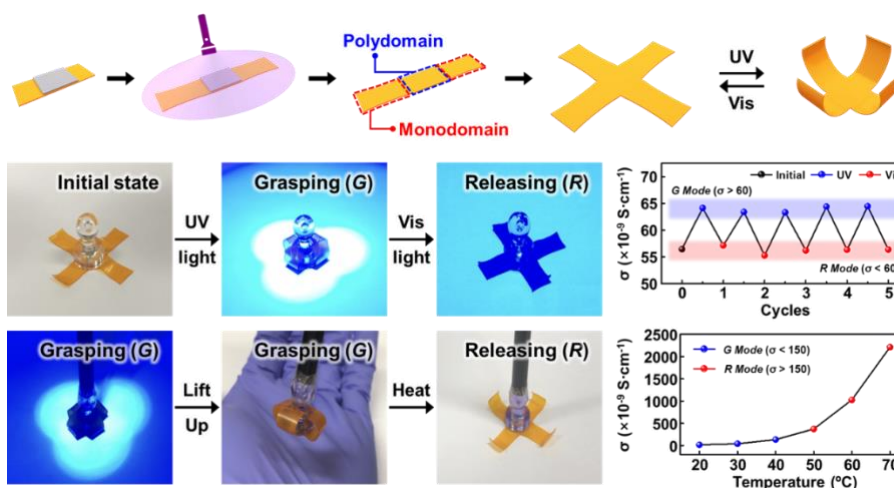 Polydomain
Monodomain
UV
Vis
Initial state
UV
light
Grasping (G)
Vis
light
Releasing (R)
Grasping (G)
Lift
Up
Grasping (G)
Heat
Releasing (R)
Initial UV
G Mode (σ > 60)
R Mode (σ < 60
σ (×10⁻⁹ S·cm⁻¹)
70
65
60
55
50
0 1 2 3 4 5
Cycles
G Mode (σ < 150)
R Mode (σ > 150)
σ (×10⁻⁹ S·cm⁻¹)
2500
2000
1500
1000
500
0
20 30 40 50 60 70
Temperature (ºC)